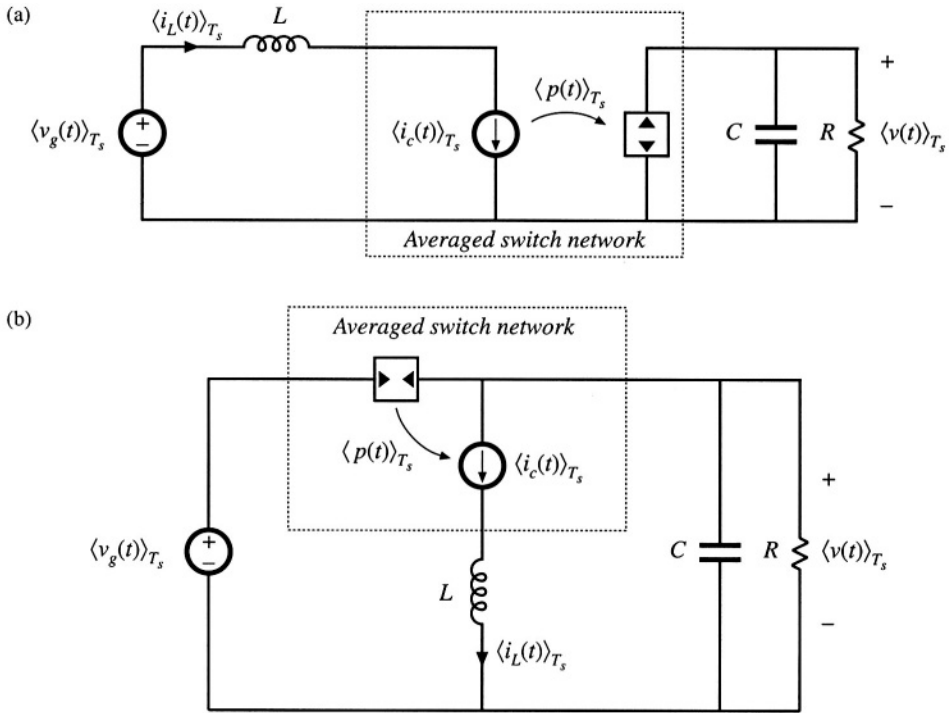 (a)
⟨i_L(t)⟩_{T_s}
L
⟨v_g(t)⟩_{T_s}
+
−
⟨i_c(t)⟩_{T_s}
⟨p(t)⟩_{T_s}
C
R
+
⟨v(t)⟩_{T_s}
−
Averaged switch network
(b)
Averaged switch network
⟨p(t)⟩_{T_s}
⟨i_c(t)⟩_{T_s}
⟨v_g(t)⟩_{T_s}
+
−
L
⟨i_L(t)⟩_{T_s}
C
R
+
⟨v(t)⟩_{T_s}
−